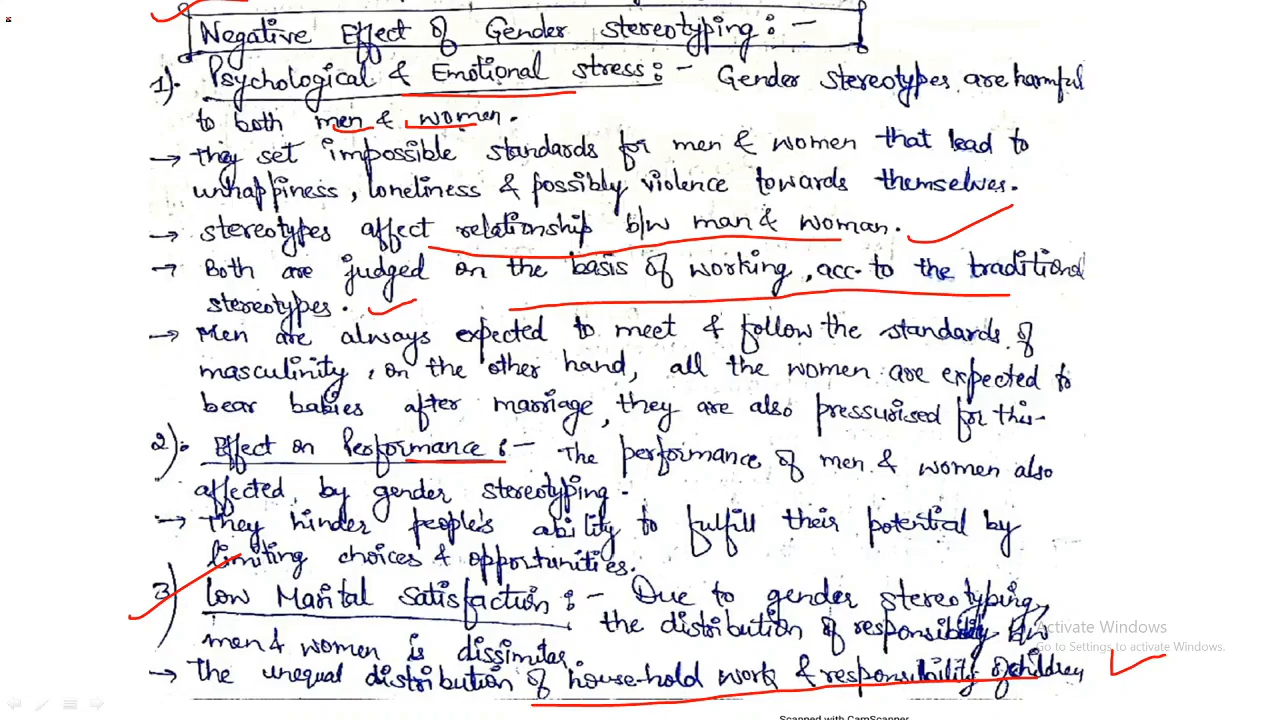 Negative Effect of Gender stereotyping : -
1). Psychological & Emotional stress : - Gender stereotypes are harmful
to both men & women.
→ They set impossible standards for men & women that lead to
unhappiness, loneliness & possibly violence towards themselves.
→ stereotypes affect relationship b/w man & woman.
→ Both are judged on the basis of working, acc. to the traditional
stereotypes.
→ Men are always expected to meet & follow the standards of
masculinity, on the other hand, all the women are expected to
bear babies after marriage, they are also pressurised for this.
2). Effect on Performance : - The performance of men & women also
affected by gender stereotyping.
→ They hinder people's ability to fulfill their potential by
limiting choices & opportunities.
3) Low Marital Satisfaction : - Due to gender stereotyping,
the distribution of responsibility b/w
men & women is dissimilar.
→ The unequal distribution of house-hold work & responsibility of children
Activate Windows
Go to Settings to activate Windows.
Scanned with CamScanner